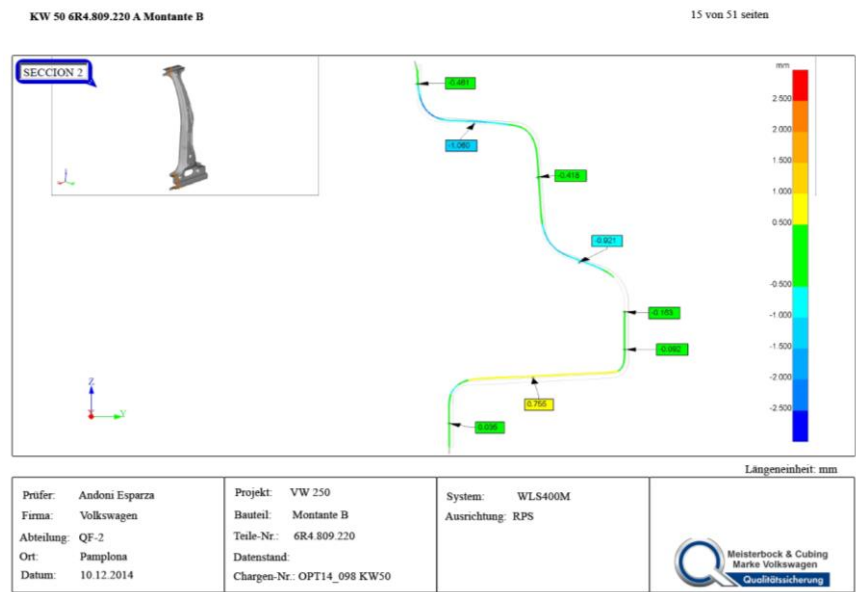 KW 50 6R4.809.220 A Montante B
15 von 51 seiten
SECCION 2
mm
2.500
2.000
1.500
1.000
0.500
-0.500
-1.000
-1.500
-2.000
-2.500
-0.461
-1.060
-0.418
-0.921
-0.163
-0.092
0.755
0.035
Z
Y
Längeneinheit: mm
Prüfer: Andoni Esparza
Firma: Volkswagen
Abteilung: QF-2
Ort: Pamplona
Datum: 10.12.2014
Projekt: VW 250
Bauteil: Montante B
Teile-Nr.: 6R4.809.220
Datenstand:
Chargen-Nr.: OPT14_098 KW50
System: WLS400M
Ausrichtung: RPS
Meisterbock & Cubing
Marke Volkswagen
Qualitätssicherung